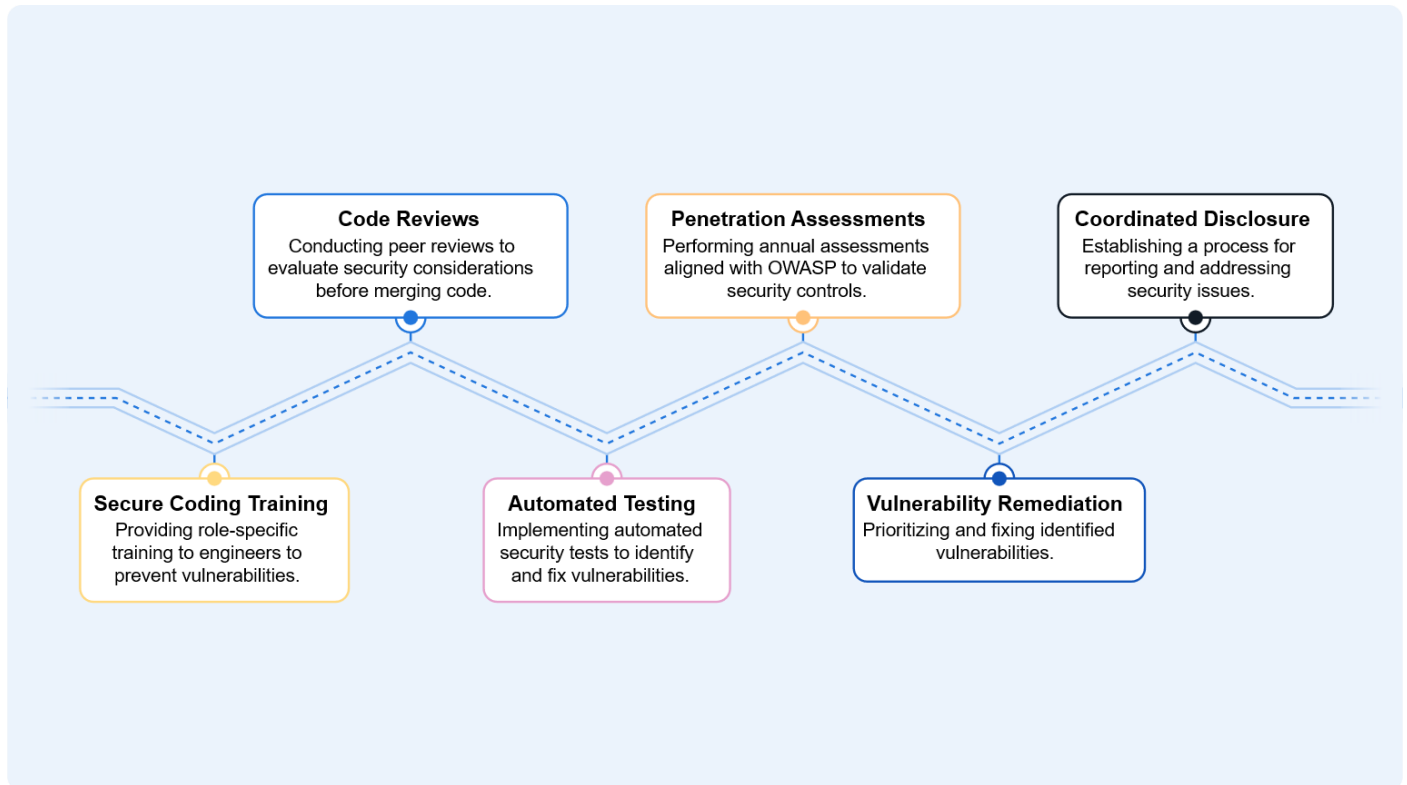 Code Reviews
Conducting peer reviews to
evaluate security considerations
before merging code.
Penetration Assessments
Performing annual assessments
aligned with OWASP to validate
security controls.
Coordinated Disclosure
Establishing a process for
reporting and addressing
security issues.
Secure Coding Training
Providing role-specific
training to engineers to
prevent vulnerabilities.
Automated Testing
Implementing automated
security tests to identify
and fix vulnerabilities.
Vulnerability Remediation
Prioritizing and fixing identified
vulnerabilities.